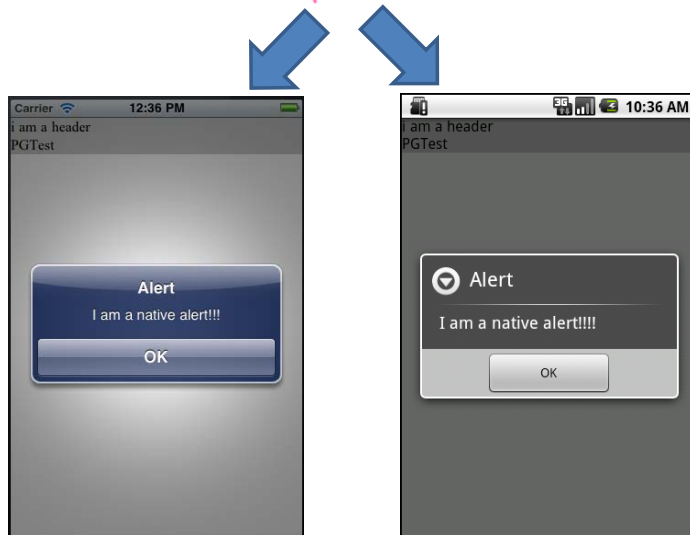 Carrier 12:36 PM
i am a header
PGTest
Alert
I am a native alert!!!
OK
3G 10:36 AM
i am a header
PGTest
Alert
I am a native alert!!!!
OK